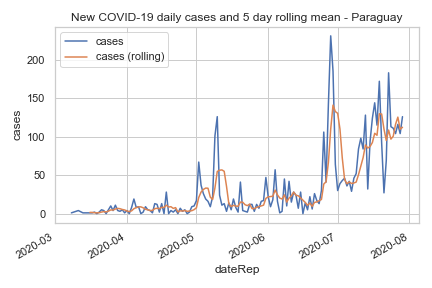 New COVID-19 daily cases and 5 day rolling mean - Paraguay
cases
cases (rolling)
200
150
100
50
0
cases
2020-03
2020-04
2020-05
2020-06
2020-07
2020-08
dateRep